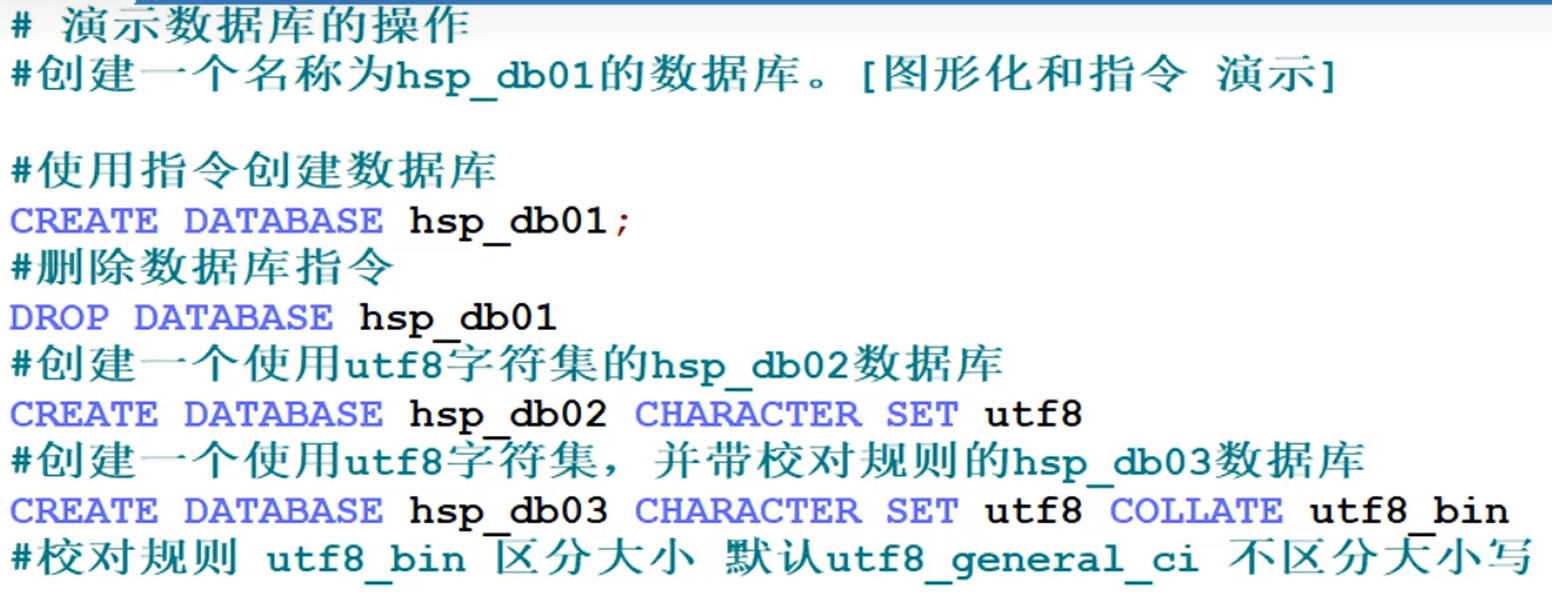 # 演示数据库的操作
#创建一个名称为hsp_db01的数据库。[图形化和指令 演示]
#使用指令创建数据库
CREATE DATABASE hsp_db01;
#删除数据库指令
DROP DATABASE hsp_db01
#创建一个使用utf8字符集的hsp_db02数据库
CREATE DATABASE hsp_db02 CHARACTER SET utf8
#创建一个使用utf8字符集，并带校对规则的hsp_db03数据库
CREATE DATABASE hsp_db03 CHARACTER SET utf8 COLLATE utf8_bin
#校对规则 utf8_bin 区分大小 默认utf8_general_ci 不区分大小写